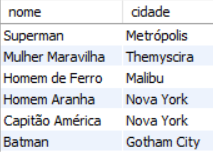 nome cidade
Superman Metrópolis
Mulher Maravilha Themyscira
Homem de Ferro Malibu
Homem Aranha Nova York
Capitão América Nova York
Batman Gotham City